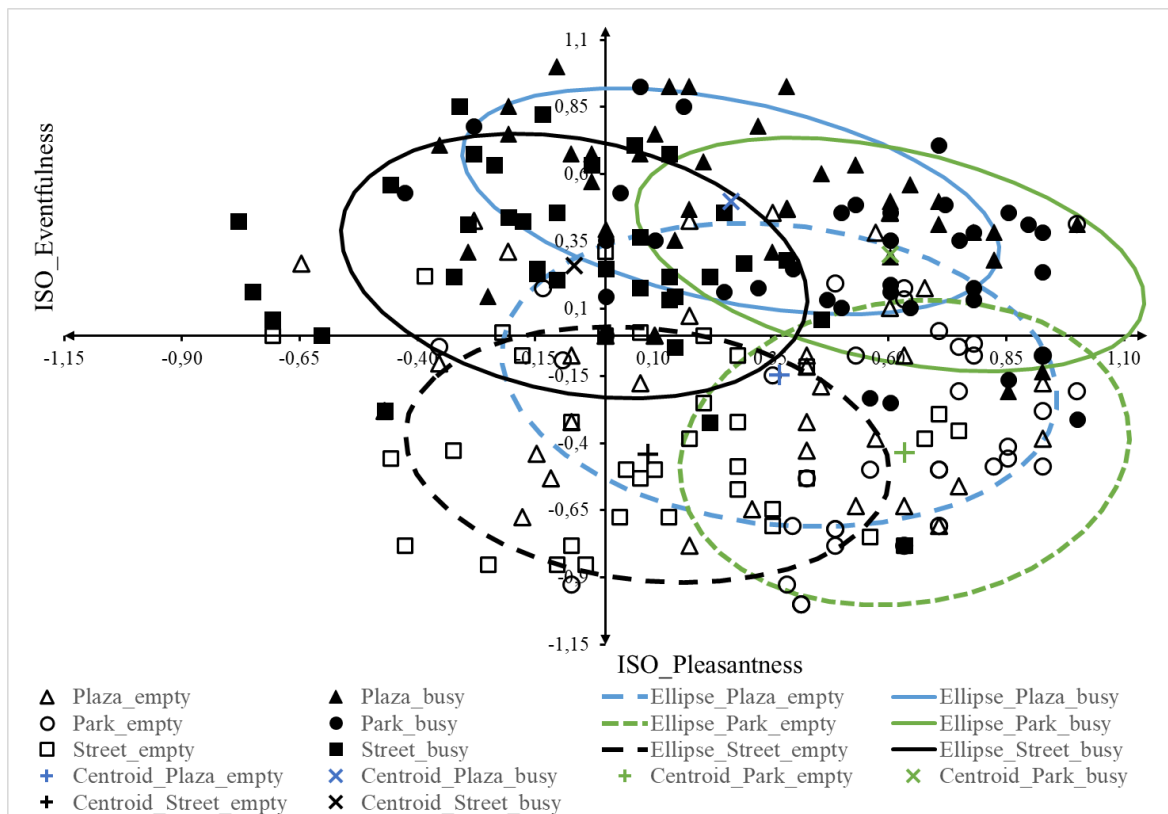 1,1
0,85
0,6
0,35
0,1
-1,15 -0,90 -0,65 -0,40 -0,15 0,10 0,35 0,60 0,85 1,10
-0,15
-0,4
-0,65
-0,9
-1,15
ISO_Eventfulness
ISO_Pleasantness
Plaza_empty Plaza_busy Ellipse_Plaza_empty Ellipse_Plaza_busy
Park_empty Park_busy Ellipse_Park_empty Ellipse_Park_busy
Street_empty Street_busy Ellipse_Street_empty Ellipse_Street_busy
Centroid_Plaza_empty Centroid_Plaza_busy Centroid_Park_empty Centroid_Park_busy
Centroid_Street_empty Centroid_Street_busy